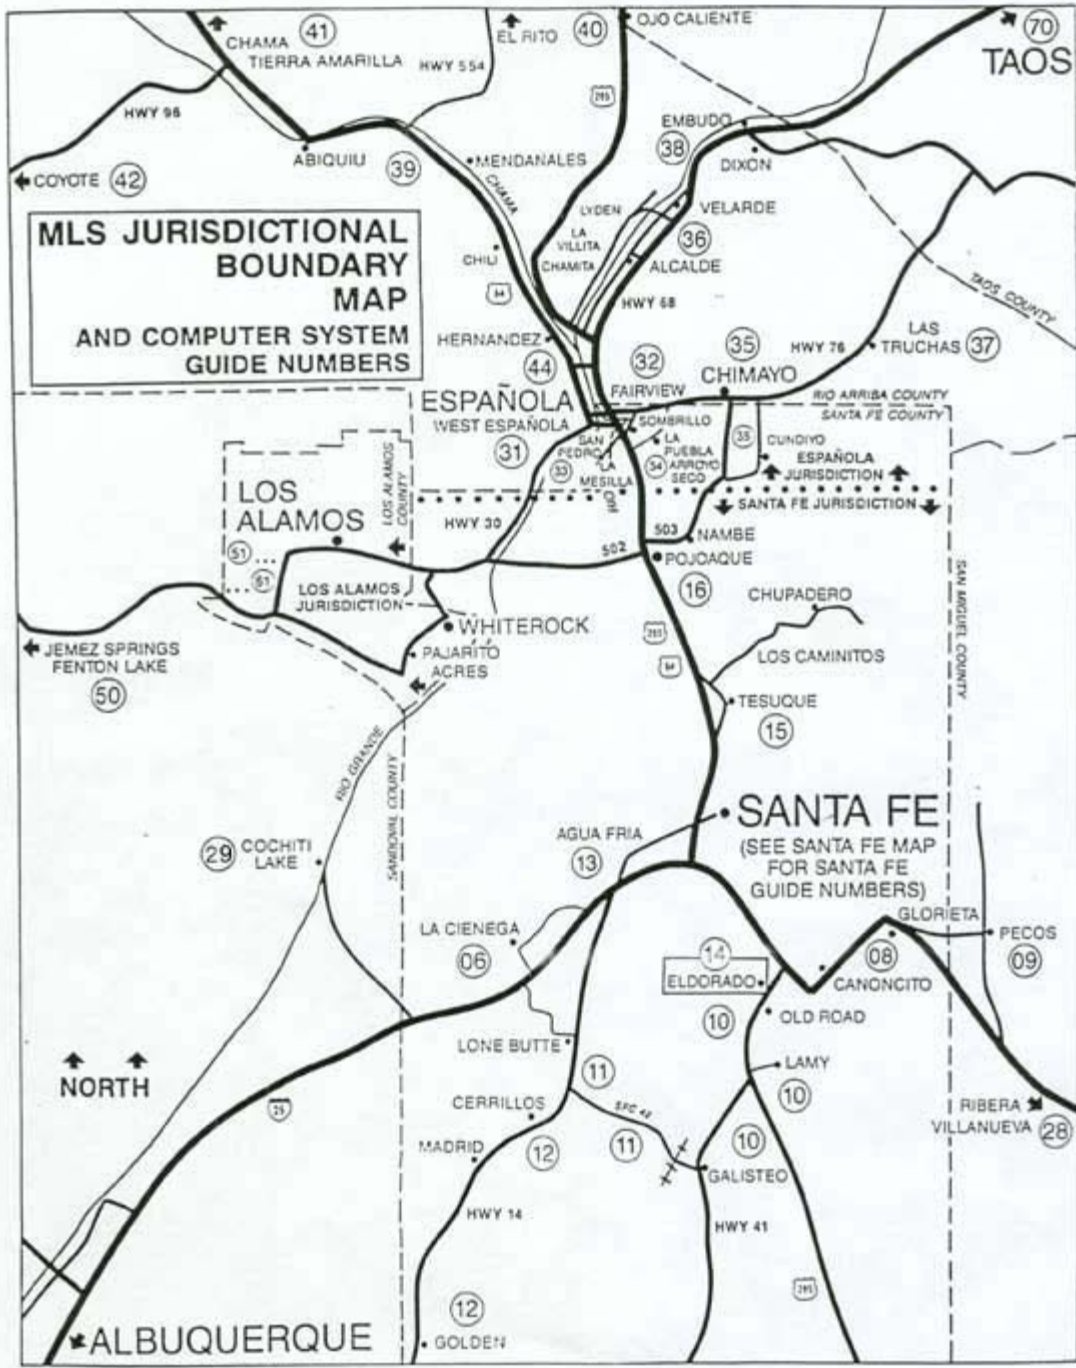 CHAMA
TIERRA AMARILLA
41
EL RITO
40
OJO CALIENTE
70
TAOS
HWY 554
285
HWY 96
EMBUDO
38
DIXON
ABIQUIU
39
MENDANALES
COYOTE 42
CHAMA
LYDEN
VELARDE
LA
VILLITA
36
MLS JURISDICTIONAL
BOUNDARY
MAP
AND COMPUTER SYSTEM
GUIDE NUMBERS
CHILI
CHAMITA
ALCALDE
84
HWY 68
TAOS COUNTY
HERNANDEZ
44
32
35
HWY 76
LAS
TRUCHAS
37
FAIRVIEW
CHIMAYO
RIO ARRIBA COUNTY
SANTA FE COUNTY
ESPAÑOLA
WEST ESPAÑOLA
31
SOMBRILLO
SAN
PEDRO
33
LA
MESILLA
34
LA
PUEBLA
ARROYO
SECO
35
CUNDIYO
ESPAÑOLA
JURISDICTION
SANTA FE JURISDICTION
LOS
ALAMOS
LOS ALAMOS
COUNTY
HWY 30
503
NAMBE
502
POJOAQUE
16
51
51
LOS ALAMOS
JURISDICTION
SAN MIGUEL COUNTY
CHUPADERO
WHITEROCK
285
84
LOS CAMINITOS
JEMEZ SPRINGS
FENTON LAKE
50
PAJARITO
ACRES
TESUQUE
15
RIO GRANDE
SANDOVAL COUNTY
SANTA FE
(SEE SANTA FE MAP
FOR SANTA FE
GUIDE NUMBERS)
AGUA FRIA
13
29 COCHITI
LAKE
LA CIENEGA
06
GLORIETA
08
PECOS
09
14
ELDORADO
CANONCITO
10
OLD ROAD
LONE BUTTE
LAMY
10
NORTH
25
11
CERRILLOS
12
SFC 42
11
10
RIBERA
VILLANUEVA 28
MADRID
GALISTEO
HWY 14
HWY 41
285
12
GOLDEN
ALBUQUERQUE